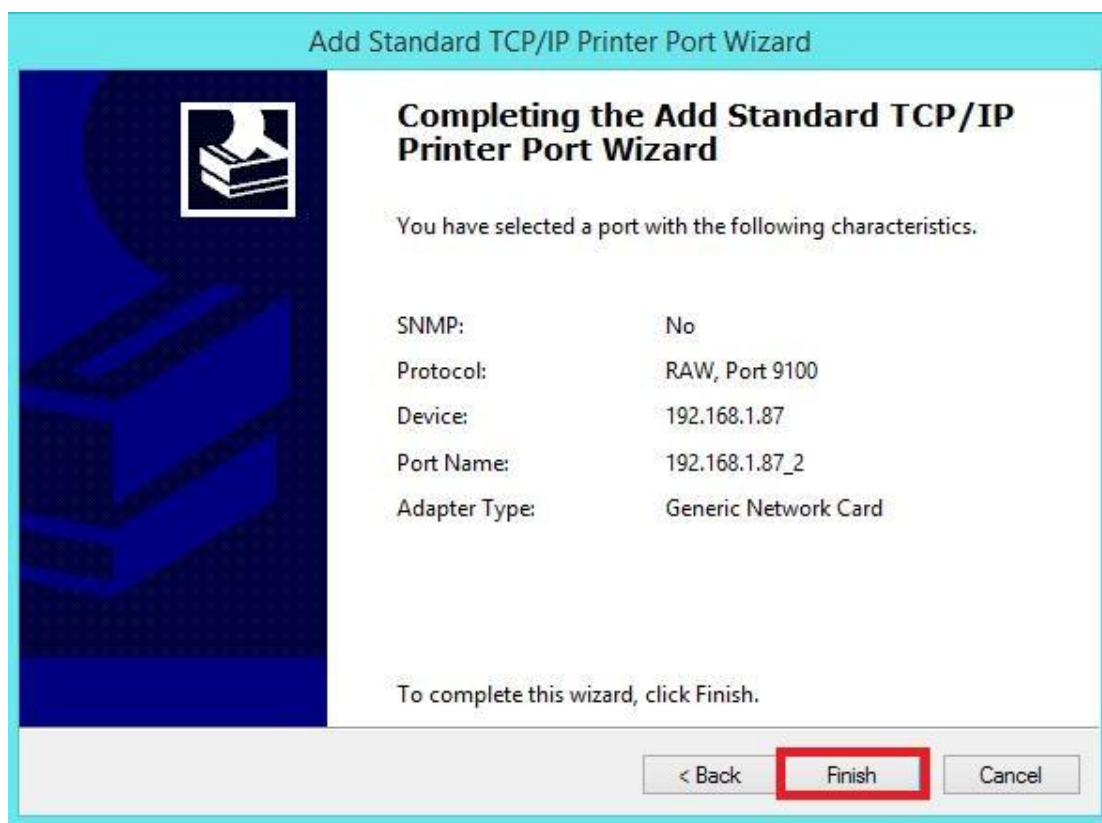 Add Standard TCP/IP Printer Port Wizard
Completing the Add Standard TCP/IP
Printer Port Wizard
You have selected a port with the following characteristics.
SNMP: No
Protocol: RAW, Port 9100
Device: 192.168.1.87
Port Name: 192.168.1.87_2
Adapter Type: Generic Network Card
To complete this wizard, click Finish.
< Back Finish Cancel